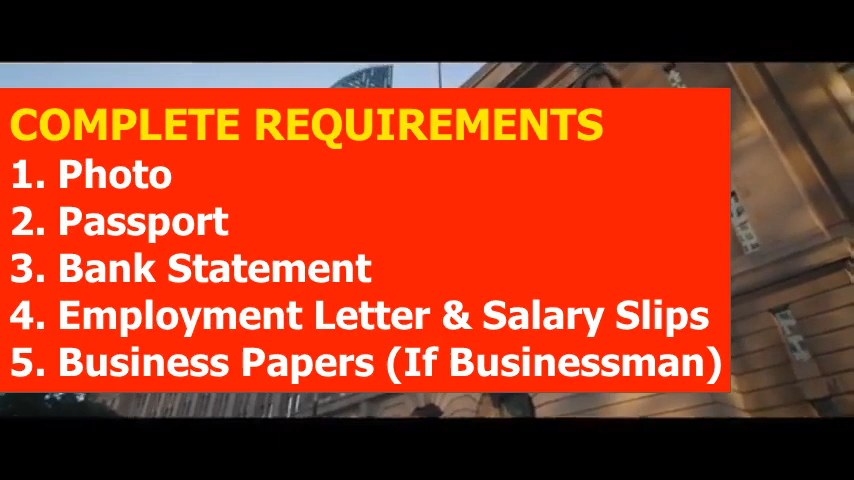 COMPLETE REQUIREMENTS
1. Photo
2. Passport
3. Bank Statement
4. Employment Letter & Salary Slips
5. Business Papers (If Businessman)